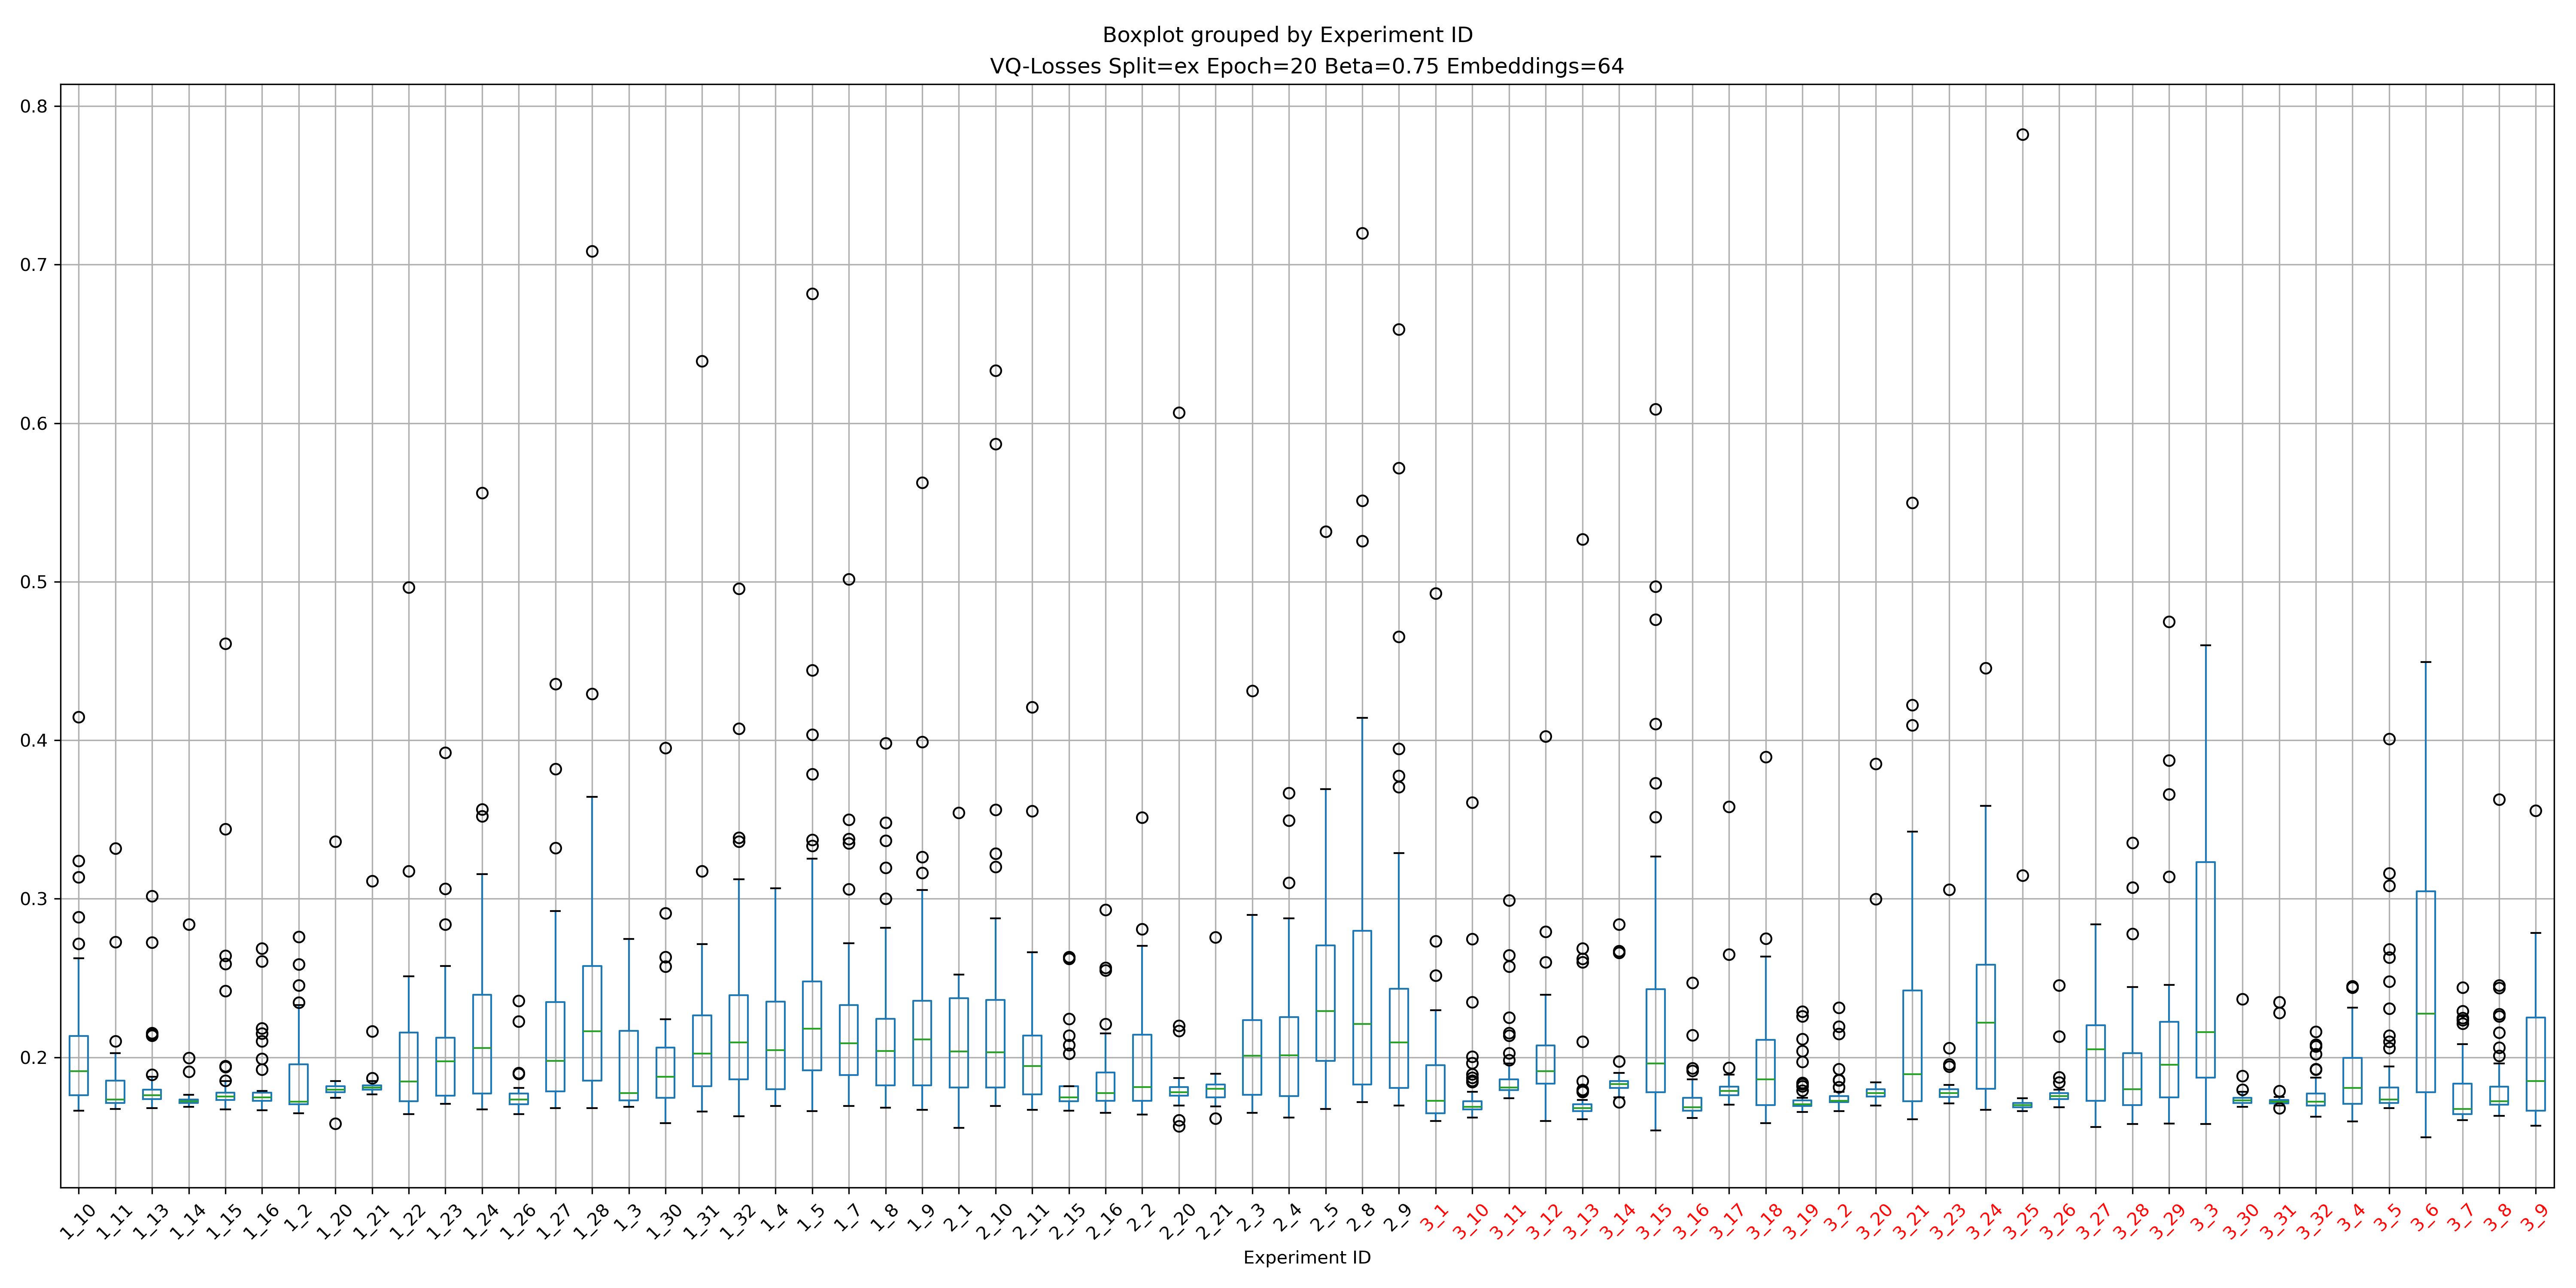 Boxplot grouped by Experiment ID
VQ-Losses Split=ex Epoch=20 Beta=0.75 Embeddings=64
0.8
0.7
0.6
0.5
0.4
0.3
0.2
1_10 1_11 1_13 1_14 1_15 1_16 1_2 1_20 1_21 1_22 1_23 1_24 1_26 1_27 1_28 1_3 1_30 1_31 1_32 1_4 1_5 1_7 1_8 1_9 2_1 2_10 2_11 2_15 2_16 2_2 2_20 2_21 2_3 2_4 2_5 2_8 2_9 3_1 3_10 3_11 3_12 3_13 3_14 3_15 3_16 3_17 3_18 3_19 3_2 3_20 3_21 3_23 3_24 3_25 3_26 3_27 3_28 3_29 3_3 3_30 3_31 3_32 3_4 3_5 3_6 3_7 3_8 3_9
Experiment ID